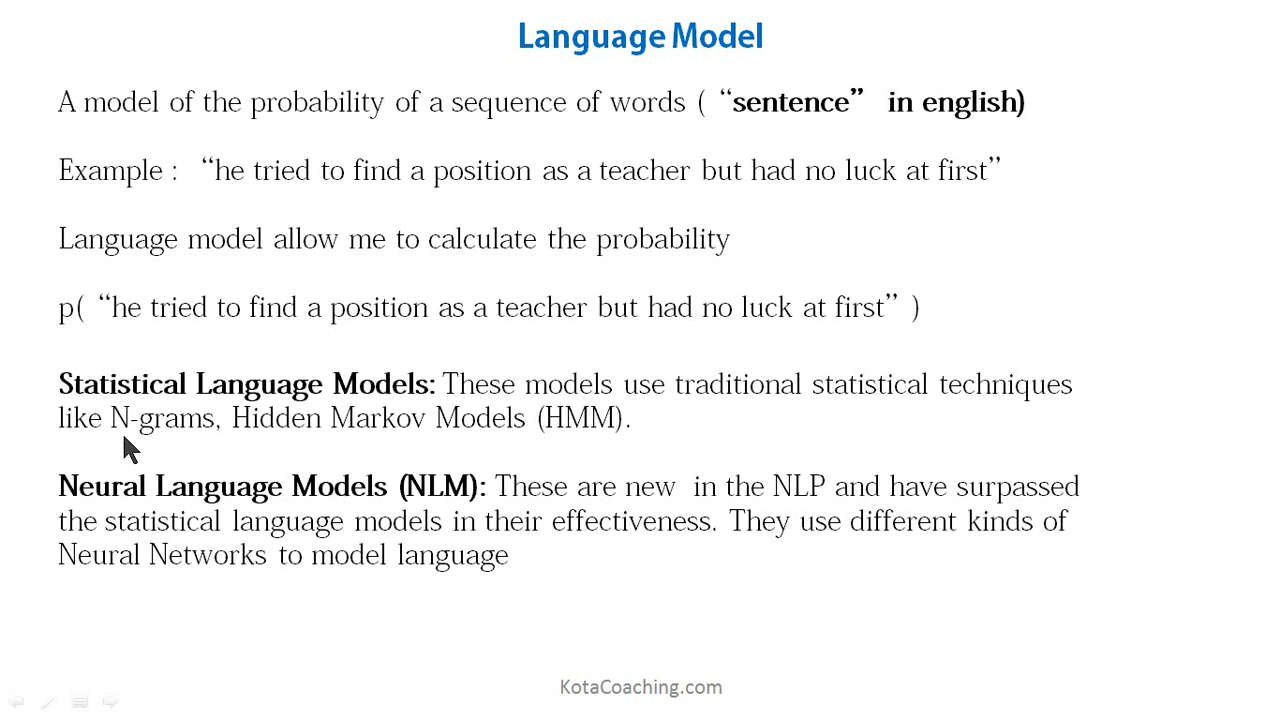 Language Model
A model of the probability of a sequence of words ( “sentence” in english)
Example : “he tried to find a position as a teacher but had no luck at first”
Language model allow me to calculate the probability
p( “he tried to find a position as a teacher but had no luck at first” )
Statistical Language Models: These models use traditional statistical techniques
like N-grams, Hidden Markov Models (HMM).
Neural Language Models (NLM): These are new in the NLP and have surpassed
the statistical language models in their effectiveness. They use different kinds of
Neural Networks to model language
KotaCoaching.com